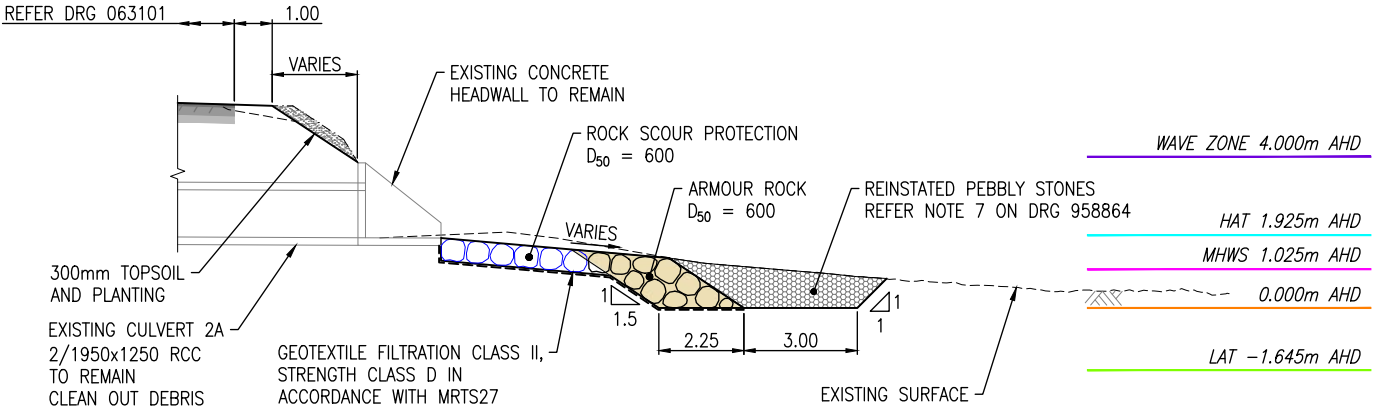 REFER DRG 063101
1.00
VARIES
EXISTING CONCRETE
HEADWALL TO REMAIN
ROCK SCOUR PROTECTION
D50 = 600
ARMOUR ROCK
D50 = 600
REINSTATED PEBBLY STONES
REFER NOTE 7 ON DRG 958864
WAVE ZONE 4.000m AHD
HAT 1.925m AHD
MHWS 1.025m AHD
0.000m AHD
LAT -1.645m AHD
VARIES
300mm TOPSOIL
AND PLANTING
EXISTING CULVERT 2A
2/1950x1250 RCC
TO REMAIN
CLEAN OUT DEBRIS
GEOTEXTILE FILTRATION CLASS II,
STRENGTH CLASS D IN
ACCORDANCE WITH MRTS27
1
1.5
2.25
3.00
1
1
EXISTING SURFACE